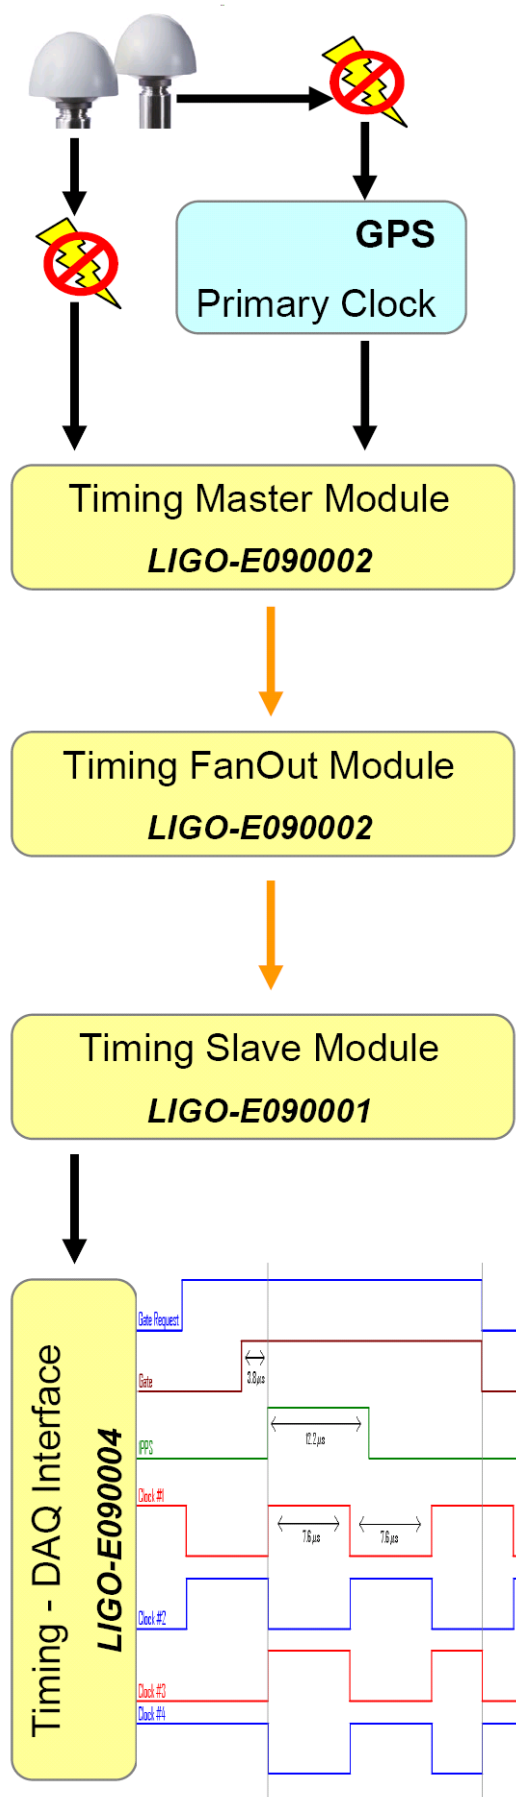 GPS
Primary Clock
Timing Master Module
LIGO-E090002
Timing FanOut Module
LIGO-E090002
Timing Slave Module
LIGO-E090001
Timing - DAQ Interface
LIGO-E090004
Gate Request
Gate
3.8μs
1PPS
12.2μs
Clock #1
7.6μs
7.6μs
Clock #2
Clock #3
Clock #4